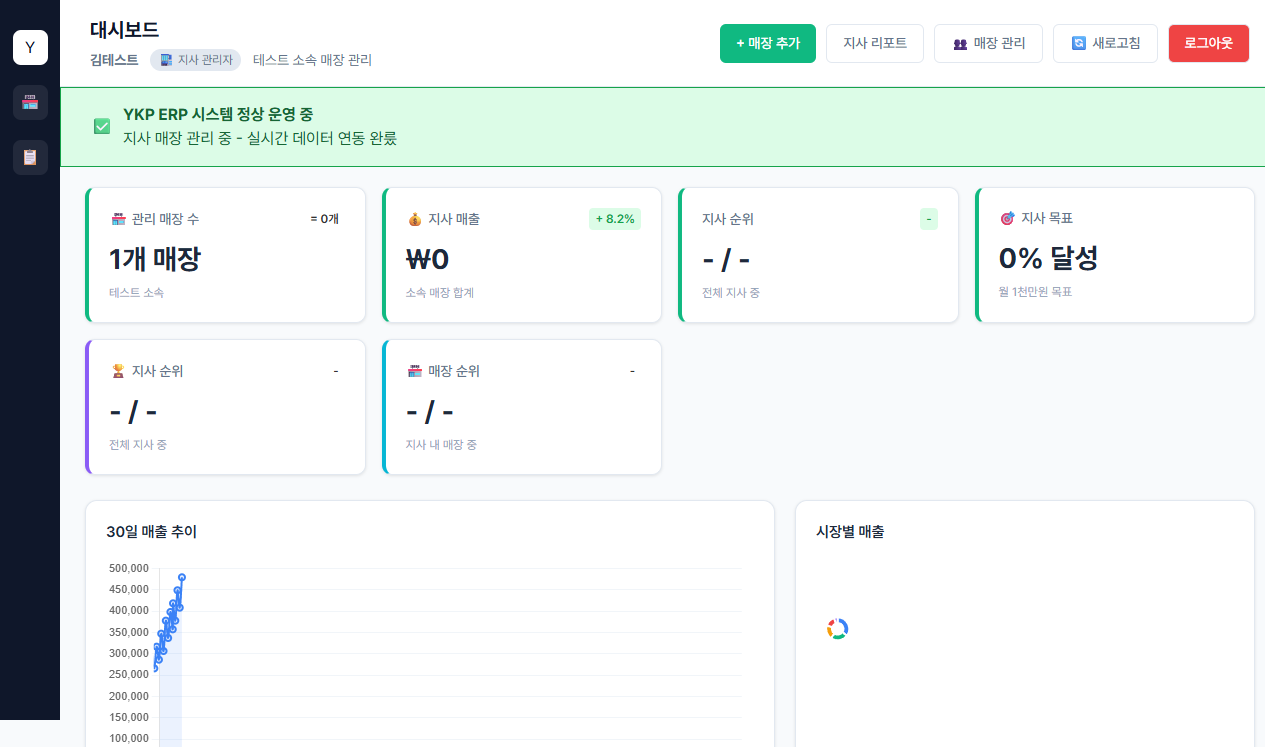 Y
대시보드
김테스트 지사 관리자 테스트 소속 매장 관리
+ 매장 추가
지사 리포트
매장 관리
새로고침
로그아웃
YKP ERP 시스템 정상 운영 중
지사 매장 관리 중 - 실시간 데이터 연동 완료
관리 매장 수 = 0개
1개 매장
테스트 소속
지사 매출 + 8.2%
₩0
소속 매장 합계
지사 순위 -
- / -
전체 지사 중
지사 목표
0% 달성
월 1천만원 목표
지사 순위 -
- / -
전체 지사 중
매장 순위 -
- / -
지사 내 매장 중
30일 매출 추이
500,000
450,000
400,000
350,000
300,000
250,000
200,000
150,000
100,000
시장별 매출